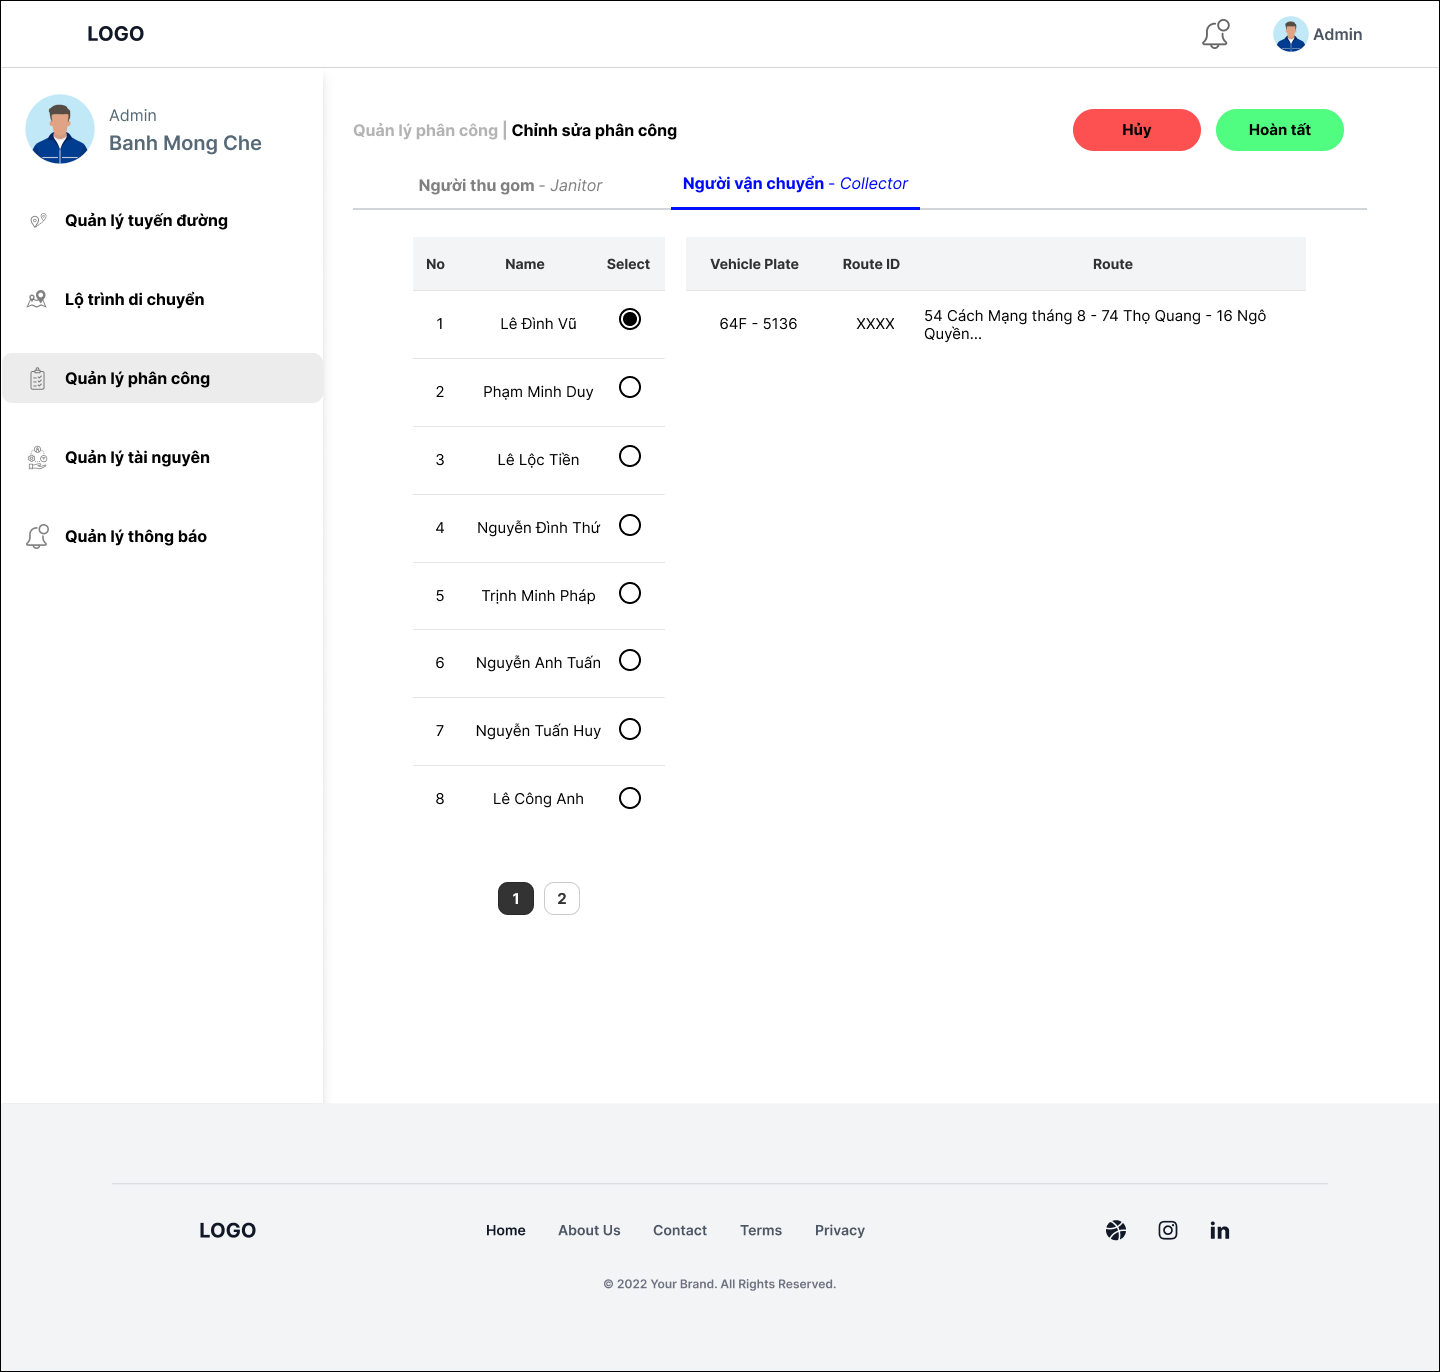 LOGO
Admin
Admin
Banh Mong Che
Quản lý tuyến đường
Lộ trình di chuyển
Quản lý phân công
Quản lý tài nguyên
Quản lý thông báo
Quản lý phân công | Chỉnh sửa phân công
Hủy
Hoàn tất
Người thu gom - Janitor
Người vận chuyển - Collector
No Name Select
1 Lê Đình Vũ
2 Phạm Minh Duy
3 Lê Lộc Tiền
4 Nguyễn Đình Thứ
5 Trịnh Minh Pháp
6 Nguyễn Anh Tuấn
7 Nguyễn Tuấn Huy
8 Lê Công Anh
1 2
Vehicle Plate Route ID Route
64F - 5136 XXXX 54 Cách Mạng tháng 8 - 74 Thọ Quang - 16 Ngô
Quyền...
LOGO
Home About Us Contact Terms Privacy
in
© 2022 Your Brand. All Rights Reserved.